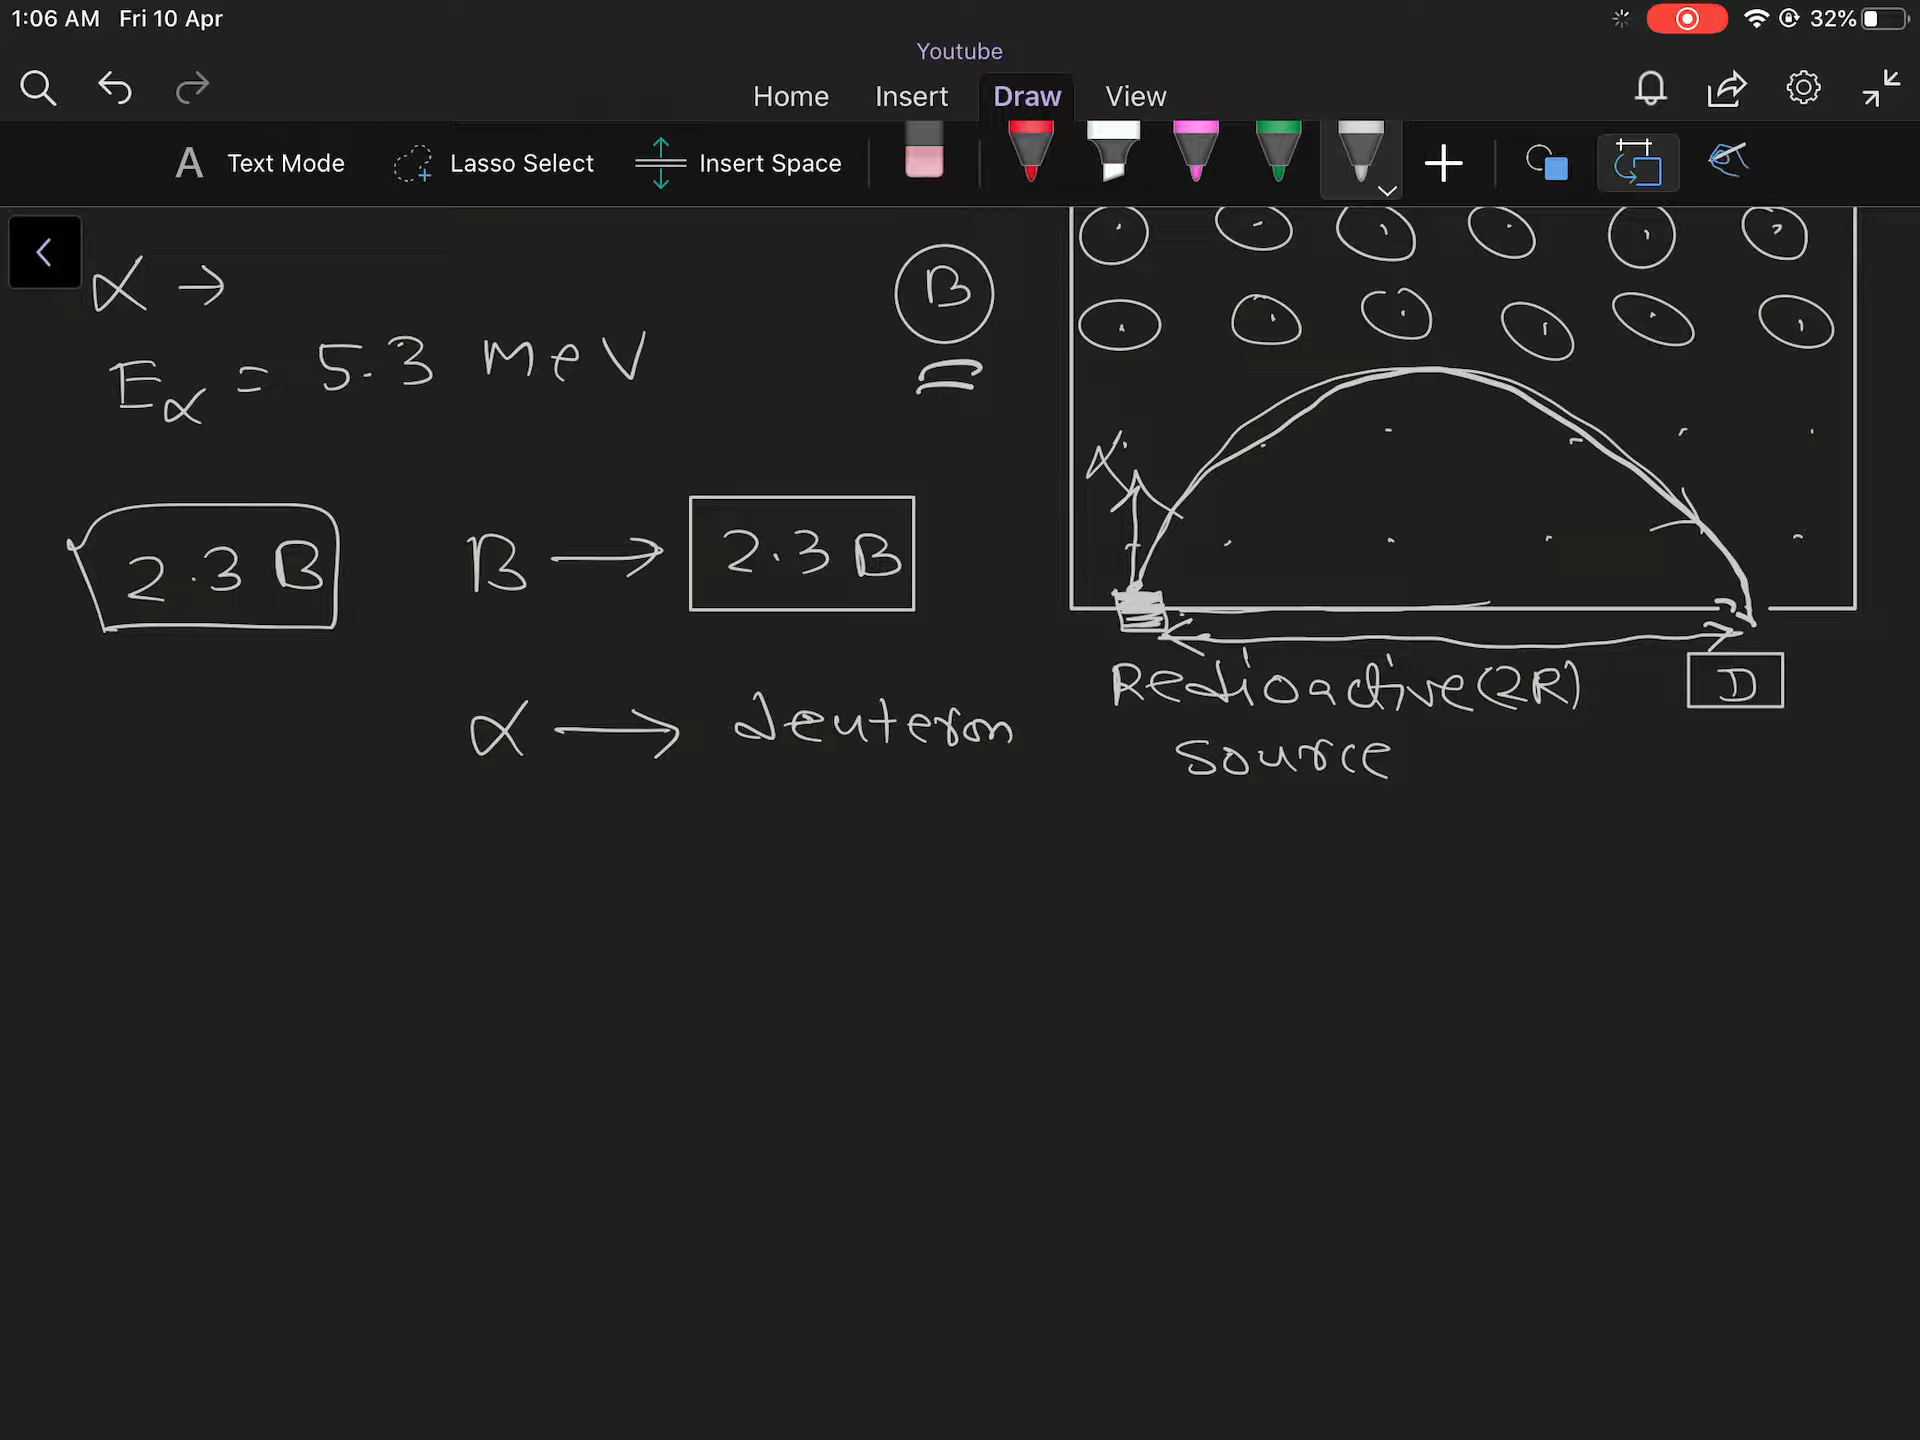 1:06 AM Fri 10 Apr
32%
Youtube
Home Insert Draw View
A Text Mode Lasso Select Insert Space
α →
B
Eα = 5.3 meV
α
2.3 B
B → 2.3 B
α → deuteron
Redioactive (2R)
source
D